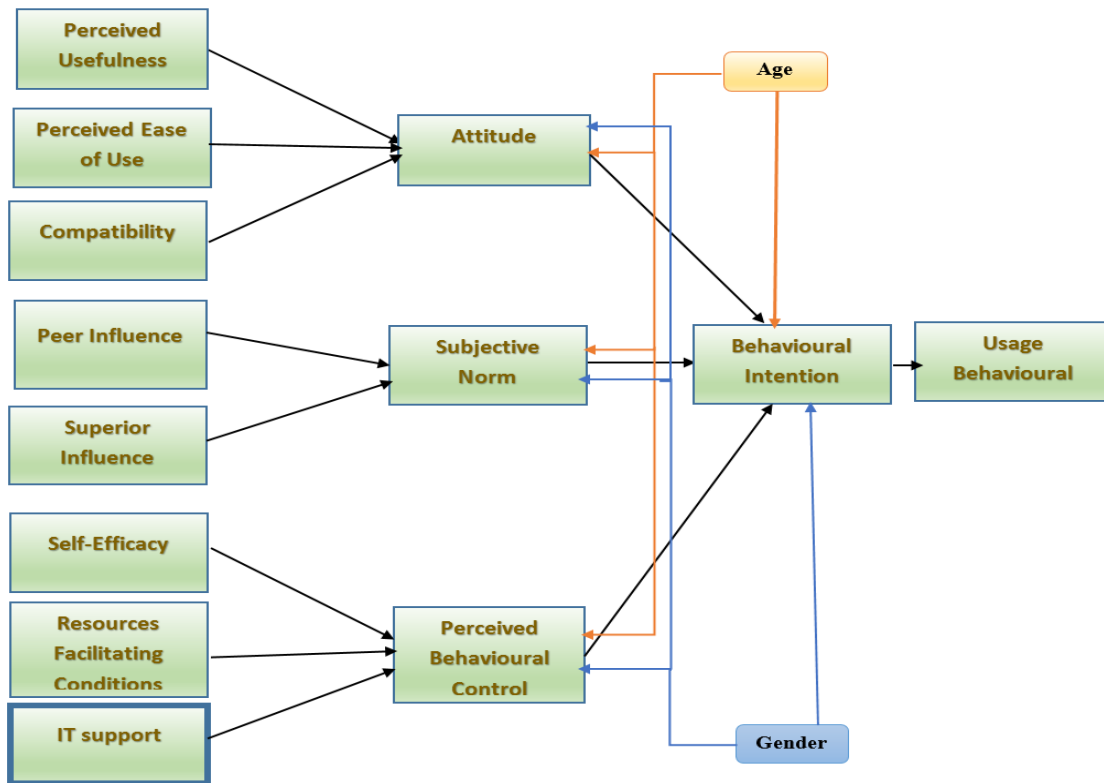 Perceived
Usefulness
Age
Perceived Ease
of Use
Attitude
Compatibility
Peer Influence
Subjective
Norm
Behavioural
Intention
Usage
Behavioural
Superior
Influence
Self-Efficacy
Resources
Facilitating
Conditions
Perceived
Behavioural
Control
IT support
Gender